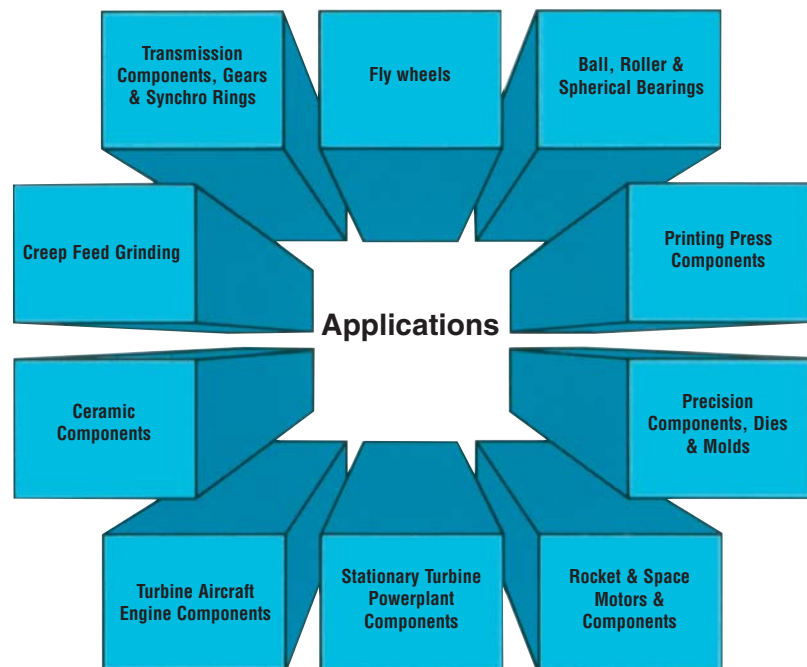 Transmission
Components, Gears
& Synchro Rings
Fly wheels
Ball, Roller &
Spherical Bearings
Creep Feed Grinding
Printing Press
Components
Applications
Ceramic
Components
Precision
Components, Dies
& Molds
Turbine Aircraft
Engine Components
Stationary Turbine
Powerplant
Components
Rocket & Space
Motors &
Components